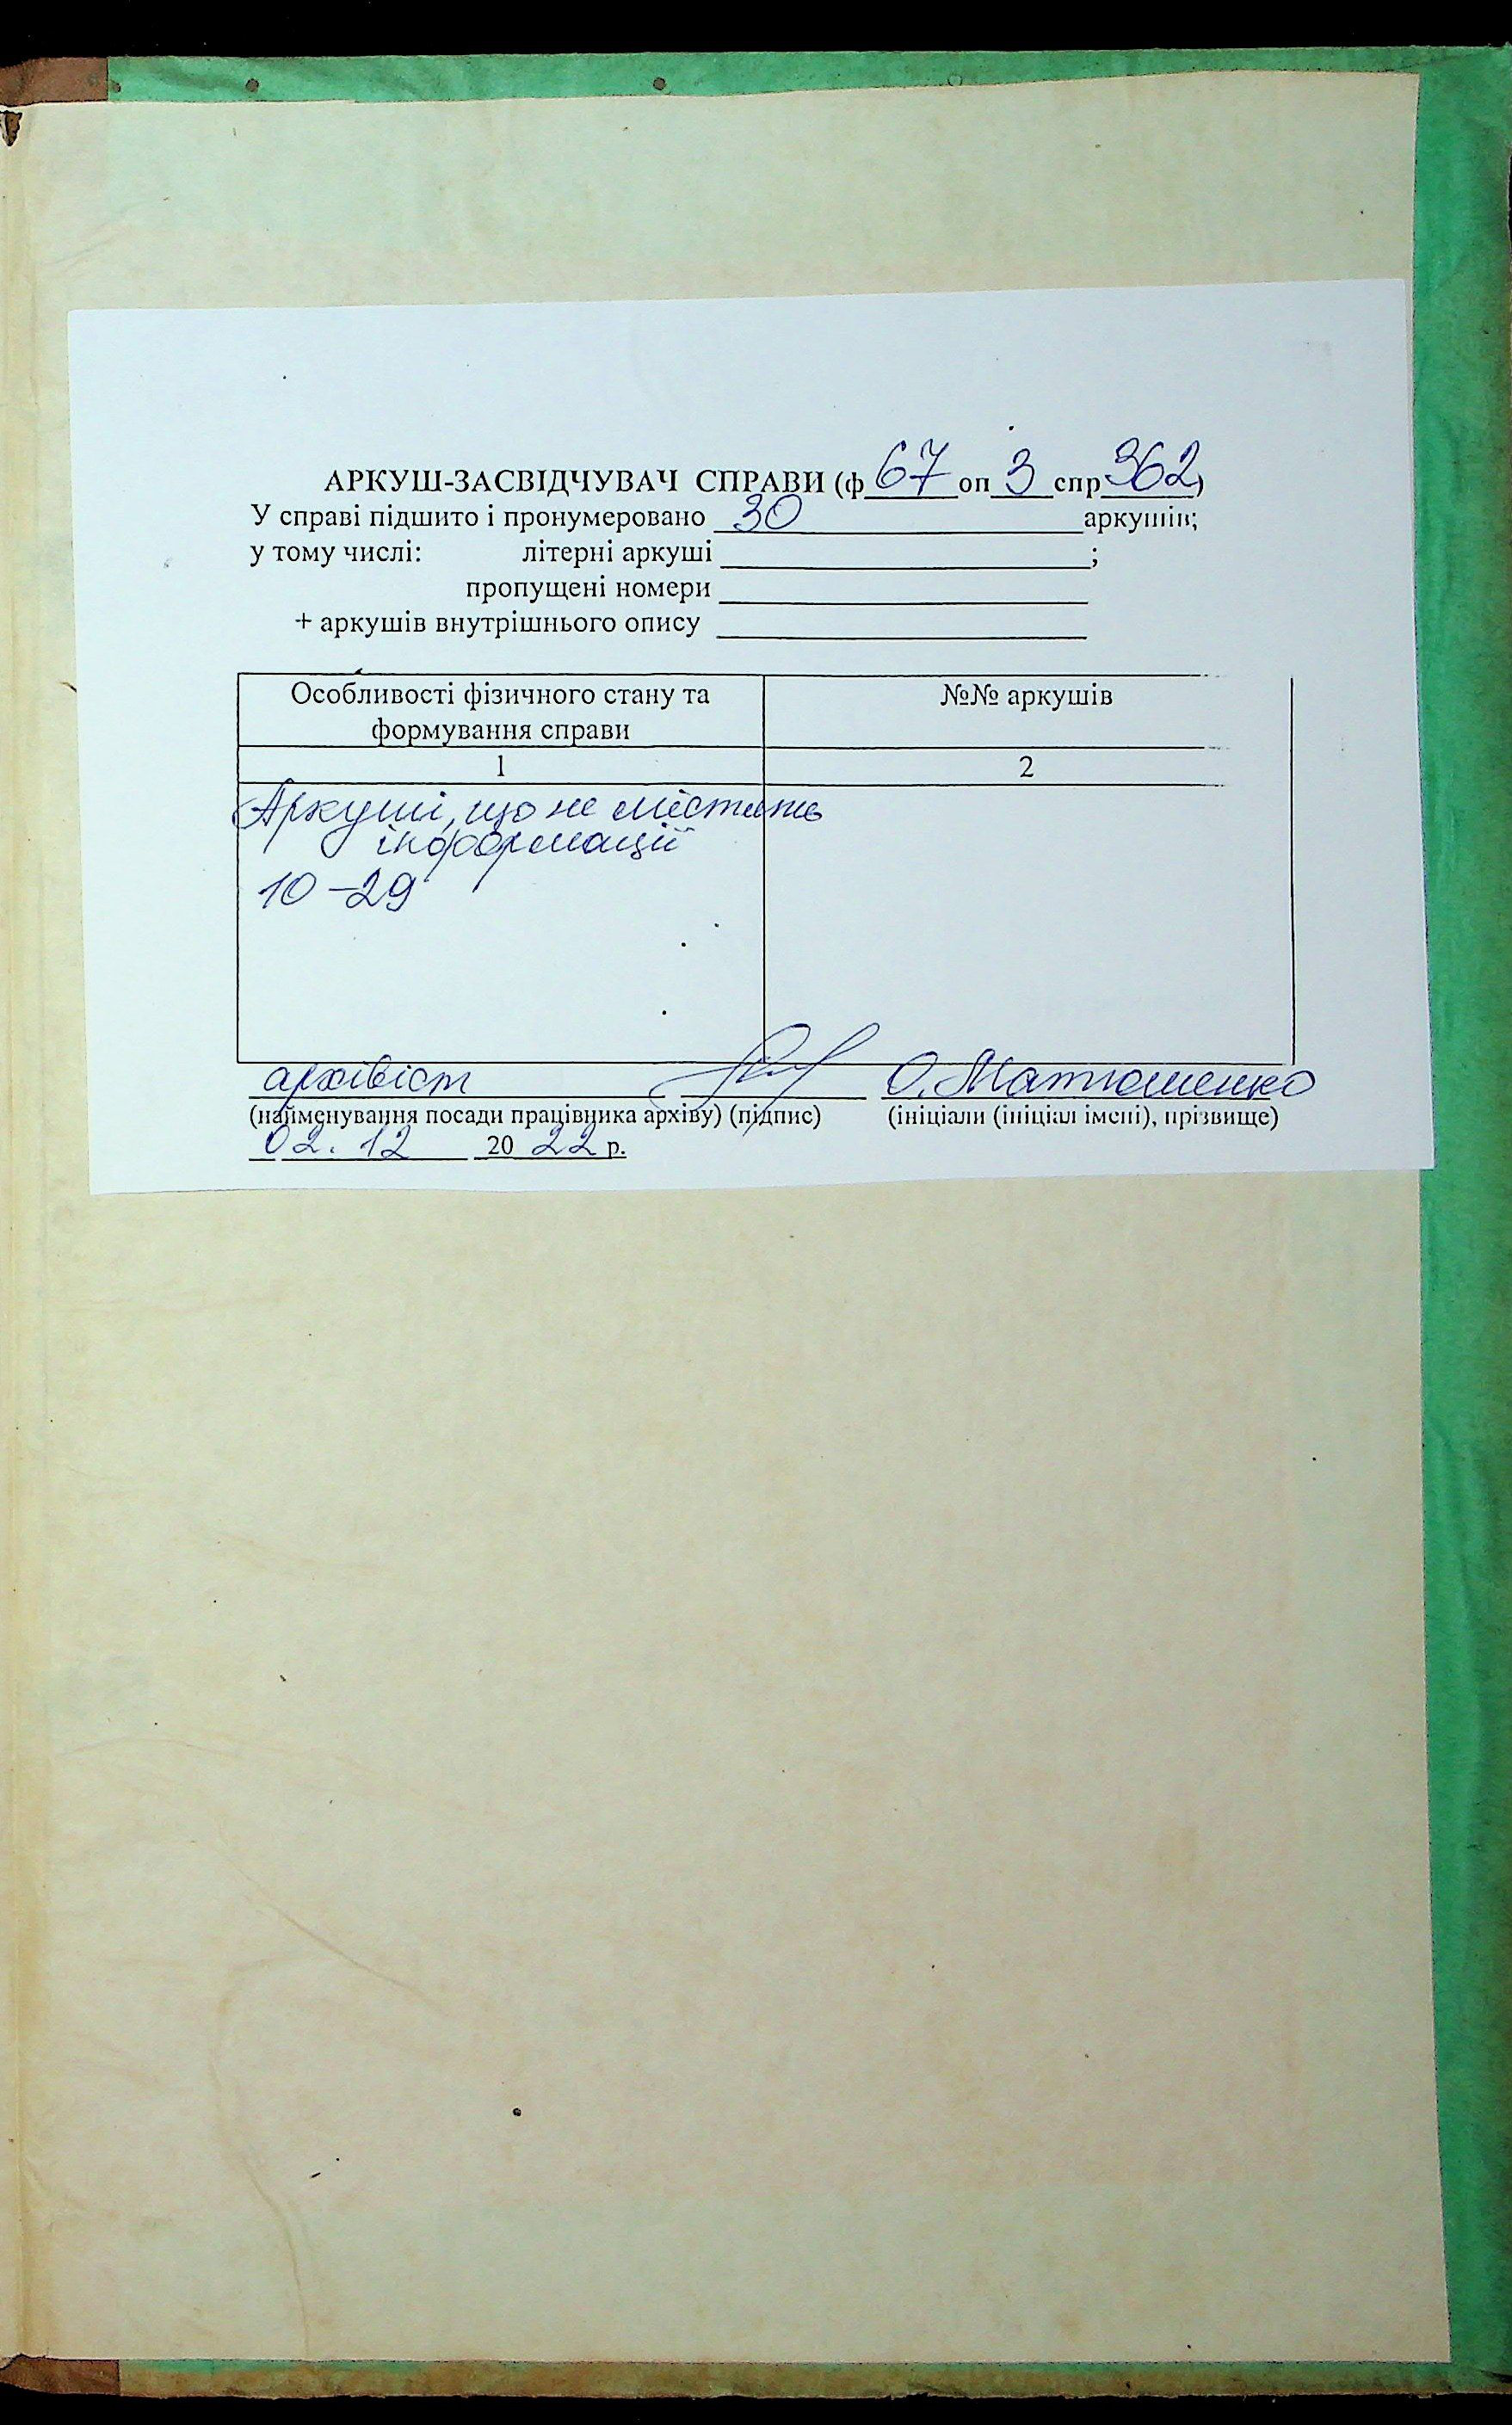 АРКУШ-ЗАСВІДЧУВАЧ СПРАВИ (ф 67 оп 3 спр 362)
У справі підшито і пронумеровано 30 аркушів;
у тому числі: літерні аркуші ;
пропущені номери
+ аркушів внутрішнього опису
Особливості фізичного стану та
формування справи
№№ аркушів
1 2
Аркуші, що не містять
інформації
10-29
архівіст О. Матюшенко
(найменування посади працівника архіву) (підпис) (ініціали (ініціал імені), прізвище)
02. 12 20 22 р.